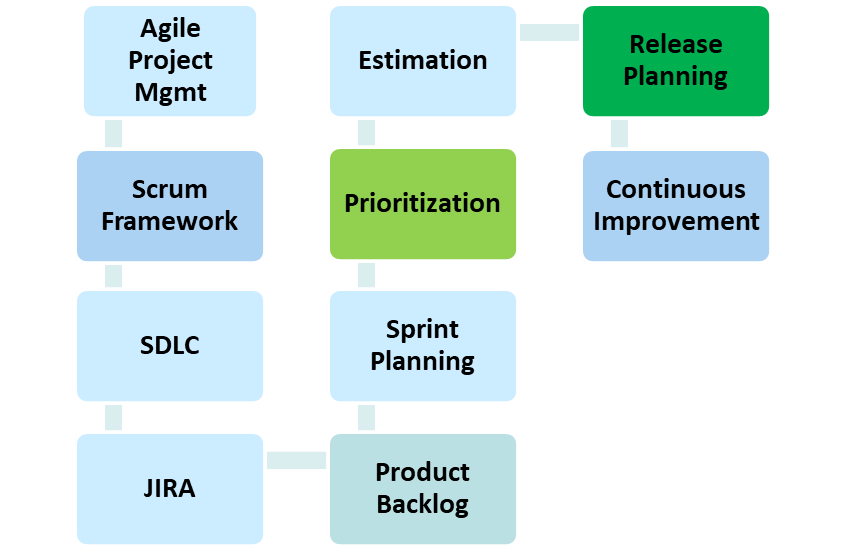 Agile
Project
Mgmt
Scrum
Framework
SDLC
JIRA
Product
Backlog
Sprint
Planning
Prioritization
Estimation
Release
Planning
Continuous
Improvement